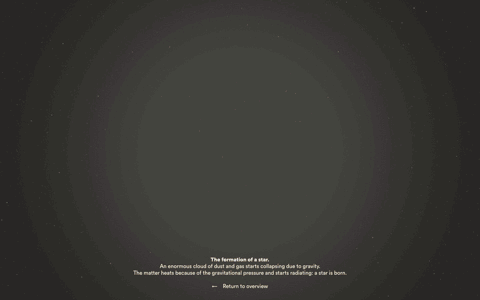 The formation of a star.
An enormous cloud of dust and gas starts collapsing due to gravity.
The matter heats because of the gravitational pressure and starts radiating: a star is born.
← Return to overview